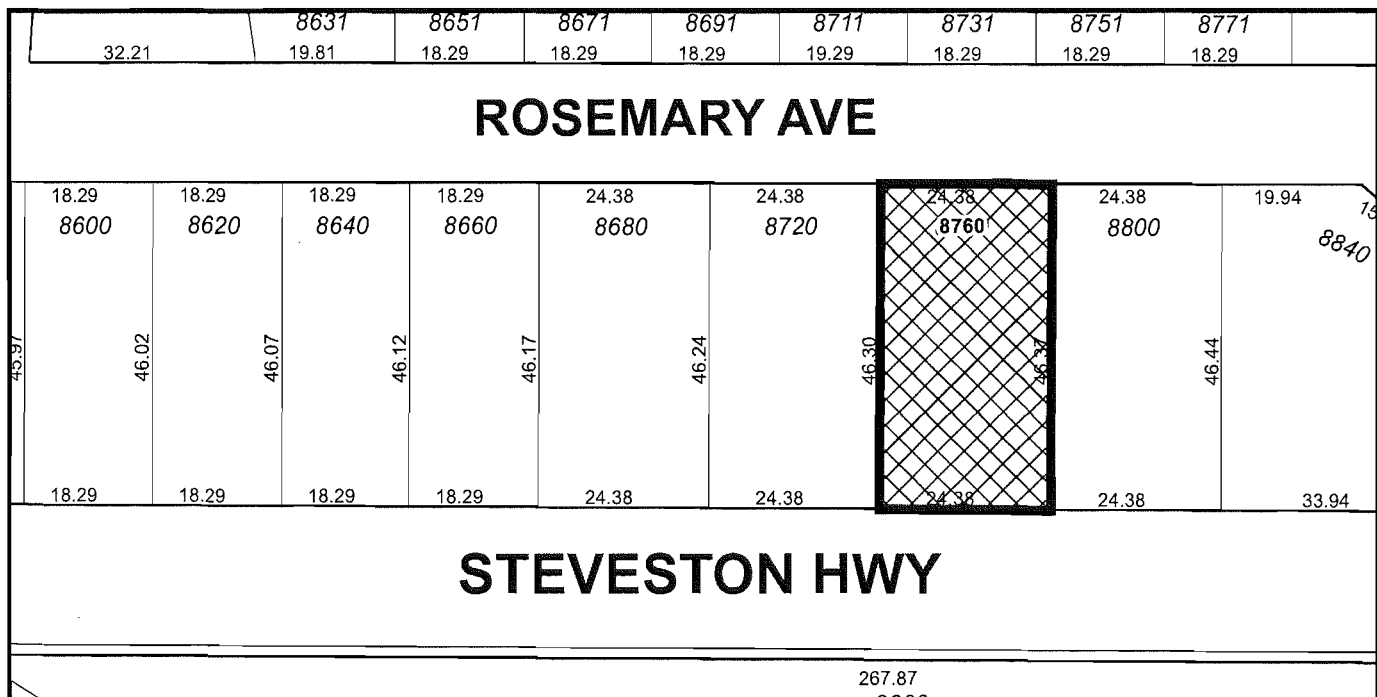 8631 8651 8671 8691 8711 8731 8751 8771
32.21 19.81 18.29 18.29 18.29 19.29 18.29 18.29 18.29
ROSEMARY AVE
18.29 18.29 18.29 18.29 24.38 24.38 24.38 24.38 19.94
8600 8620 8640 8660 8680 8720 8760 8800 8840
45.97 46.02 46.07 46.12 46.17 46.24 46.30 46.37 46.44
18.29 18.29 18.29 18.29 24.38 24.38 24.38 24.38 33.94
STEVESTON HWY
267.87